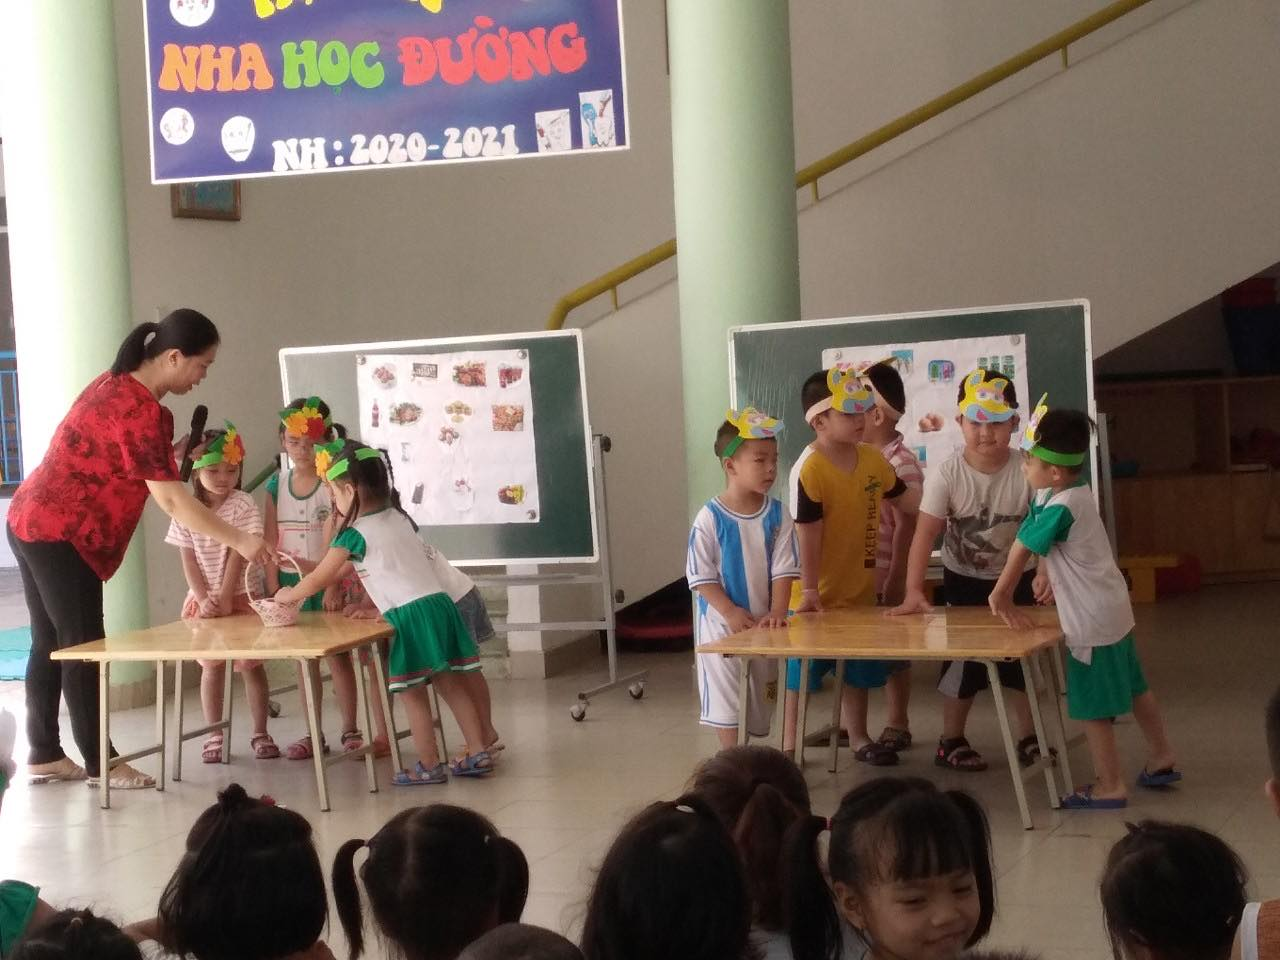 NHA HỌC ĐƯỜNG
NH : 2020-2021
KEEP READY